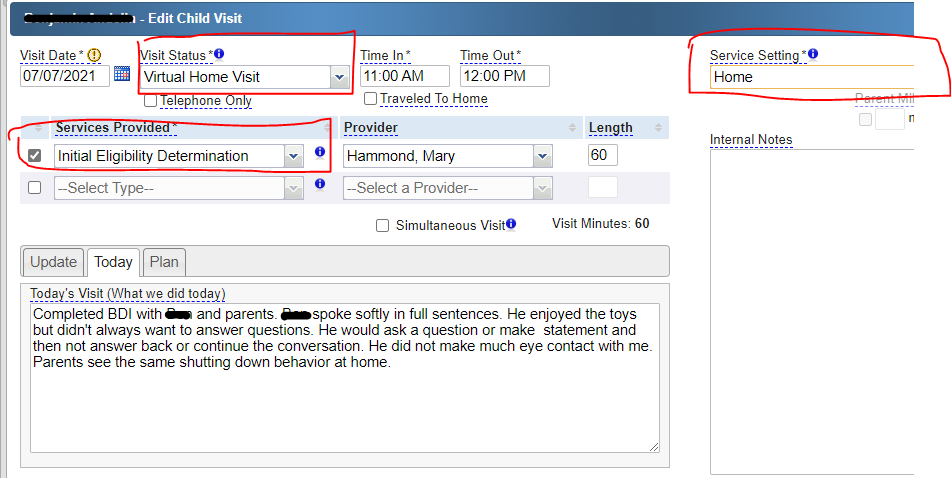 - Edit Child Visit
Visit Date* Visit Status* Time In* Time Out* Service Setting*
07/07/2021 Virtual Home Visit 11:00 AM 12:00 PM Home
Telephone Only Traveled To Home
Services Provided* Provider Length
Initial Eligibility Determination Hammond, Mary 60
--Select Type-- --Select a Provider--
Simultaneous Visit Visit Minutes: 60
Internal Notes
Update Today Plan
Today's Visit (What we did today)
Completed BDI with and parents. spoke softly in full sentences. He enjoyed the toys
but didn't always want to answer questions. He would ask a question or make statement and
then not answer back or continue the conversation. He did not make much eye contact with me.
Parents see the same shutting down behavior at home.